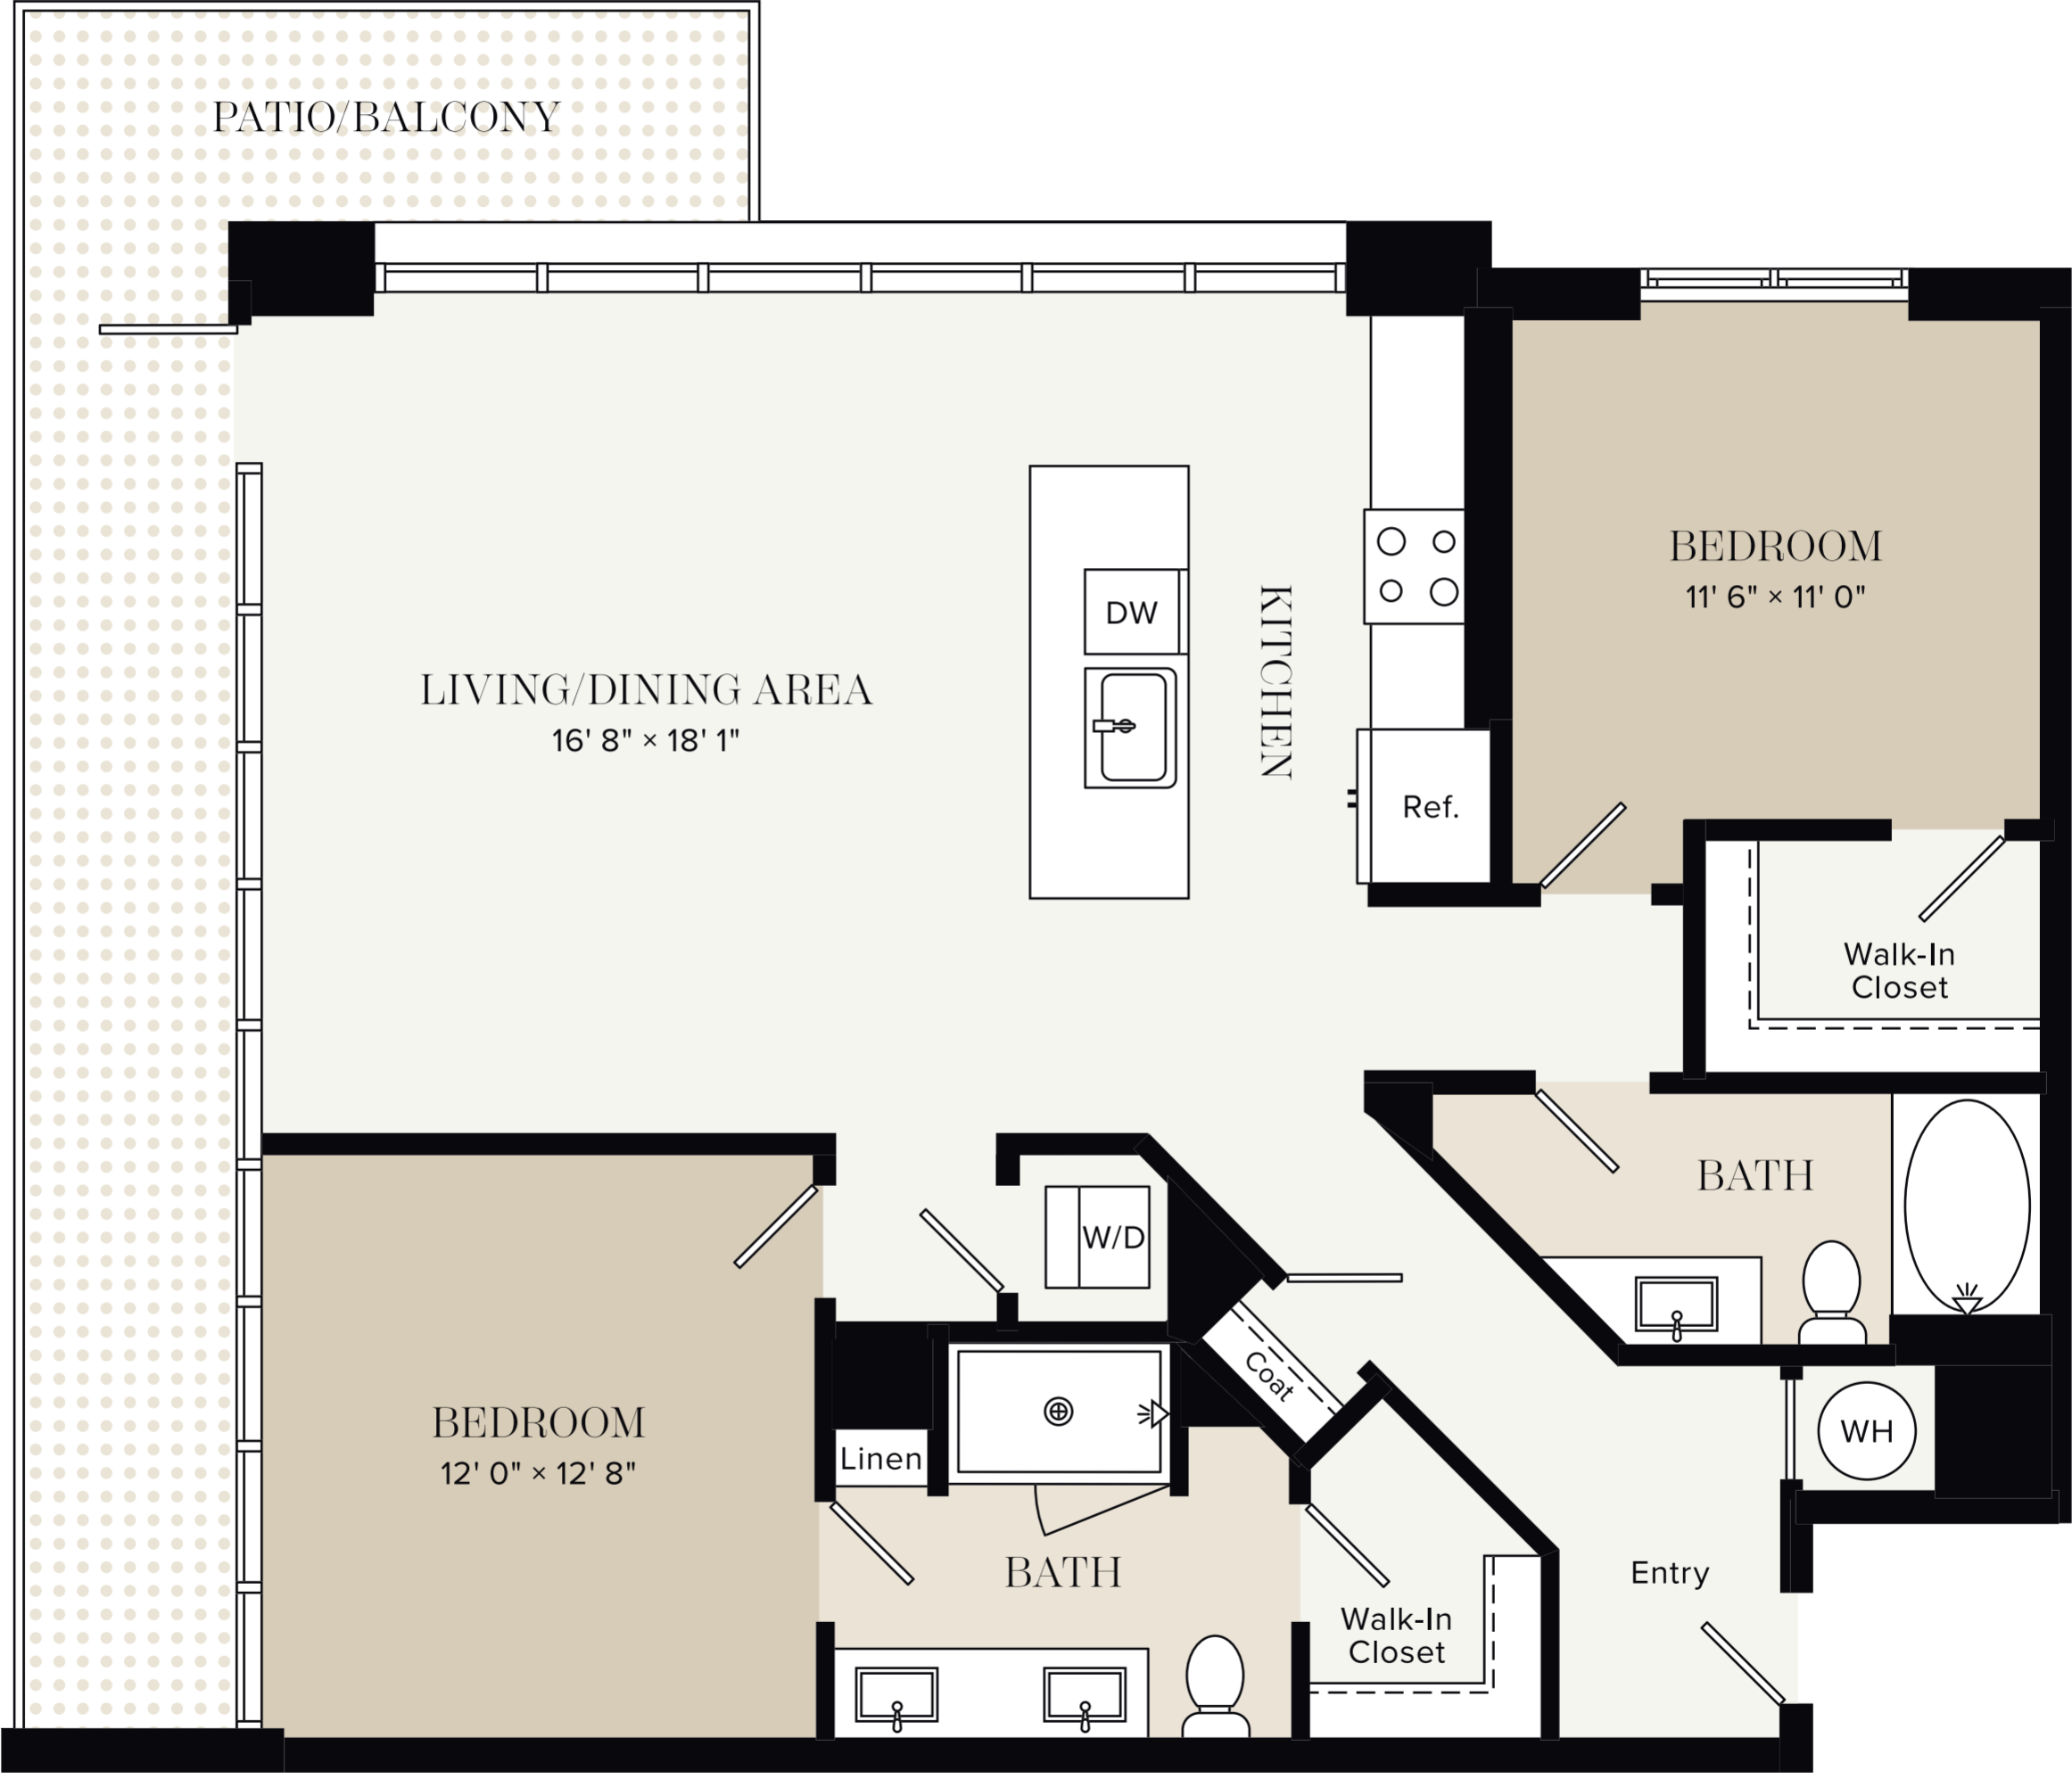 PATIO/BALCONY
BEDROOM
11' 6" × 11' 0"
DW
KITCHEN
LIVING/DINING AREA
16' 8" × 18' 1"
Ref.
Walk-In
Closet
BATH
W/D
Coat
BEDROOM
12' 0" × 12' 8"
Linen
WH
BATH
Entry
Walk-In
Closet